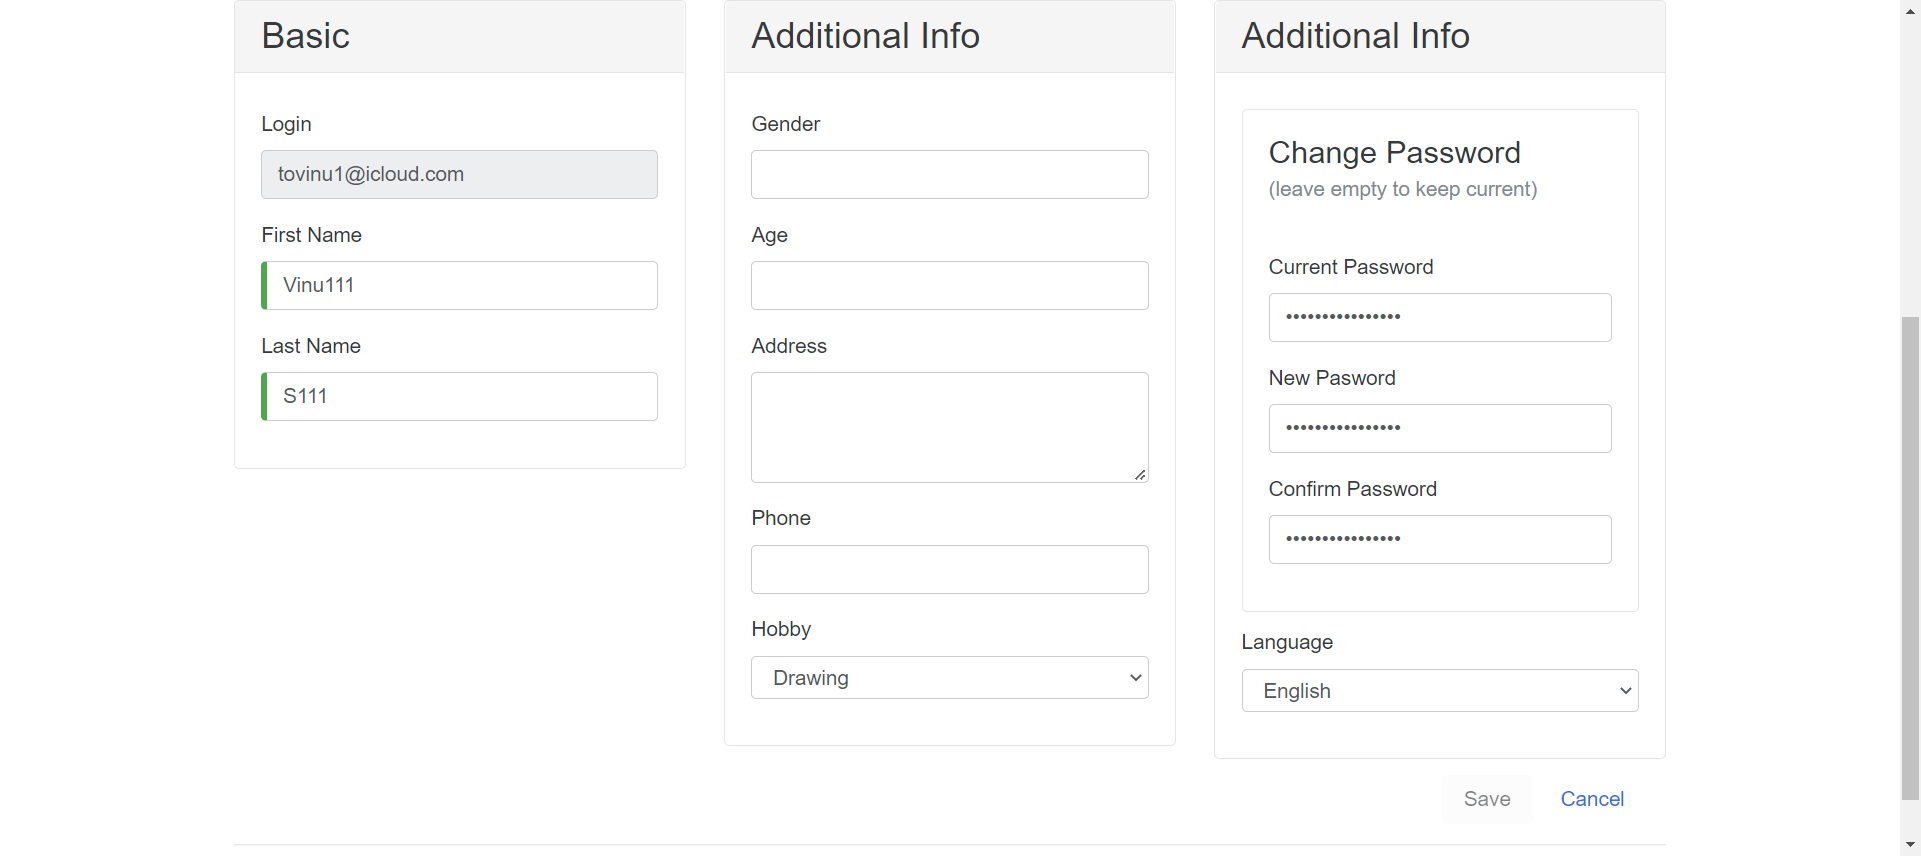 Basic
Login
tovinu1@icloud.com
First Name
Vinu111
Last Name
S111
Additional Info
Gender
Age
Address
Phone
Hobby
Drawing
Additional Info
Change Password
(leave empty to keep current)
Current Password
••••••••••••••••
New Pasword
••••••••••••••••
Confirm Password
••••••••••••••••
Language
English
Save
Cancel